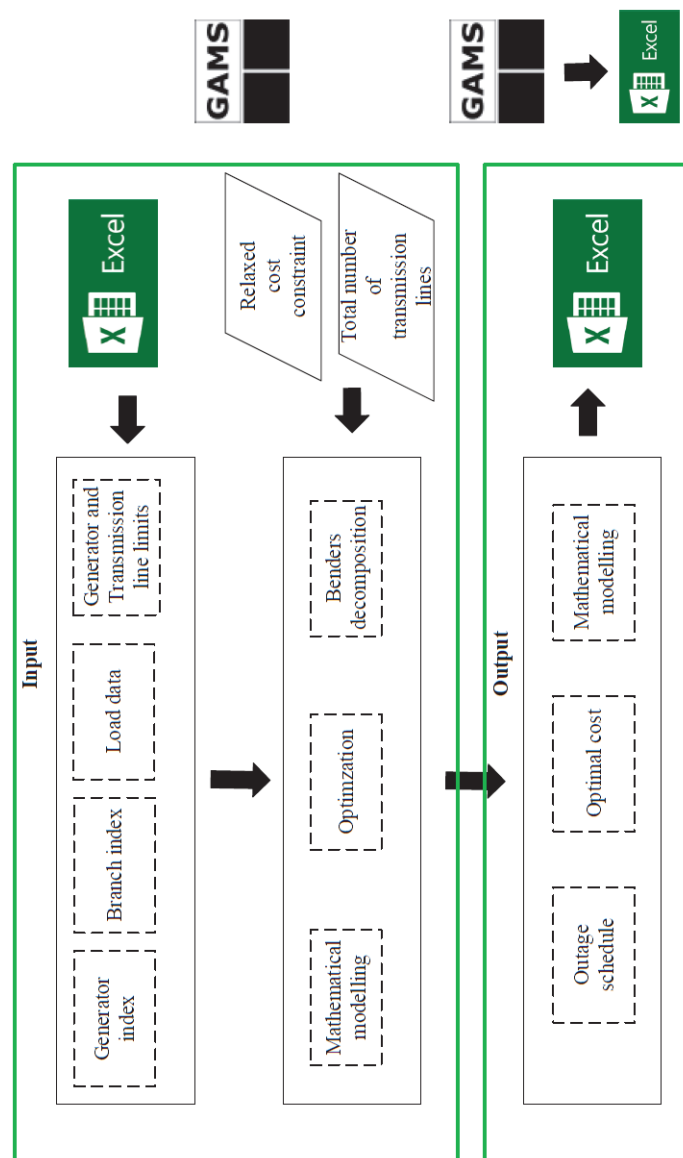 Input
Generator
index
Branch index
Load data
Generator and
Transmission
line limits
X
Excel
GAMS
Mathematical
modelling
Optimzation
Benders
decomposition
Relaxed
cost
constraint
Total number
of
transmission
lines
Output
Outage
schedule
Optimal cost
Mathematical
modelling
X
Excel
GAMS
X
Excel